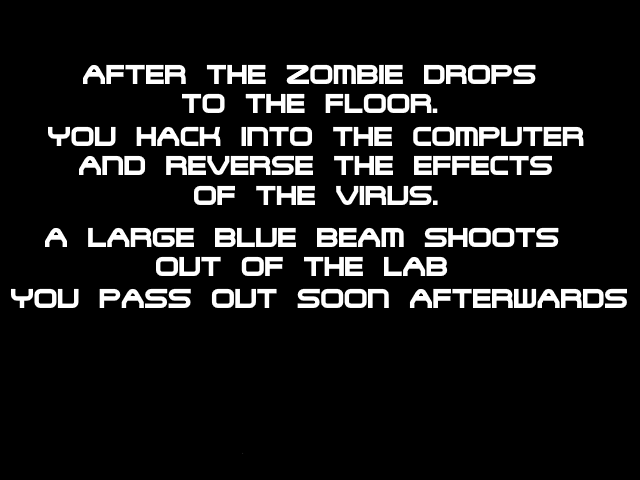 AFTER THE ZOMBIE DROPS
TO THE FLOOR.
YOU HACK INTO THE COMPUTER
AND REVERSE THE EFFECTS
OF THE VIRUS.
A LARGE BLUE BEAM SHOOTS
OUT OF THE LAB
YOU PASS OUT SOON AFTERWARDS